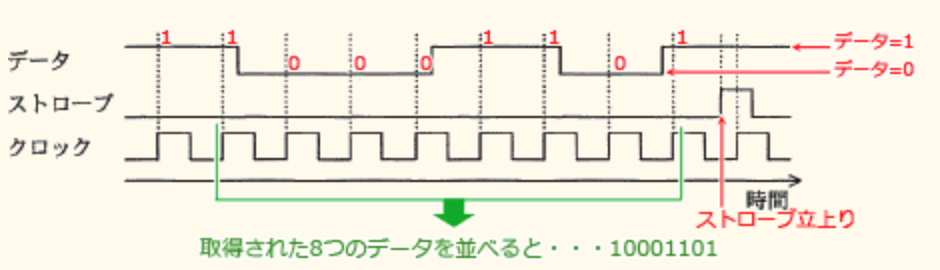 1 1 0 0 0 1 1 0 1
データ
データ=1
データ=0
ストローブ
クロック
時間
ストローブ立上り
取得された8つのデータを並べると・・・10001101